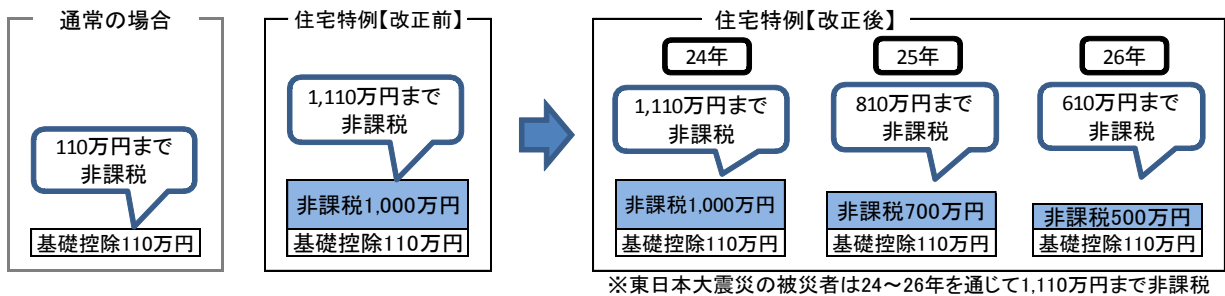 通常の場合
110万円まで
非課税
基礎控除110万円
住宅特例【改正前】
1,110万円まで
非課税
非課税1,000万円
基礎控除110万円
住宅特例【改正後】
24年
1,110万円まで
非課税
非課税1,000万円
基礎控除110万円
25年
810万円まで
非課税
非課税700万円
基礎控除110万円
26年
610万円まで
非課税
非課税500万円
基礎控除110万円
※東日本大震災の被災者は24～26年を通じて1,110万円まで非課税